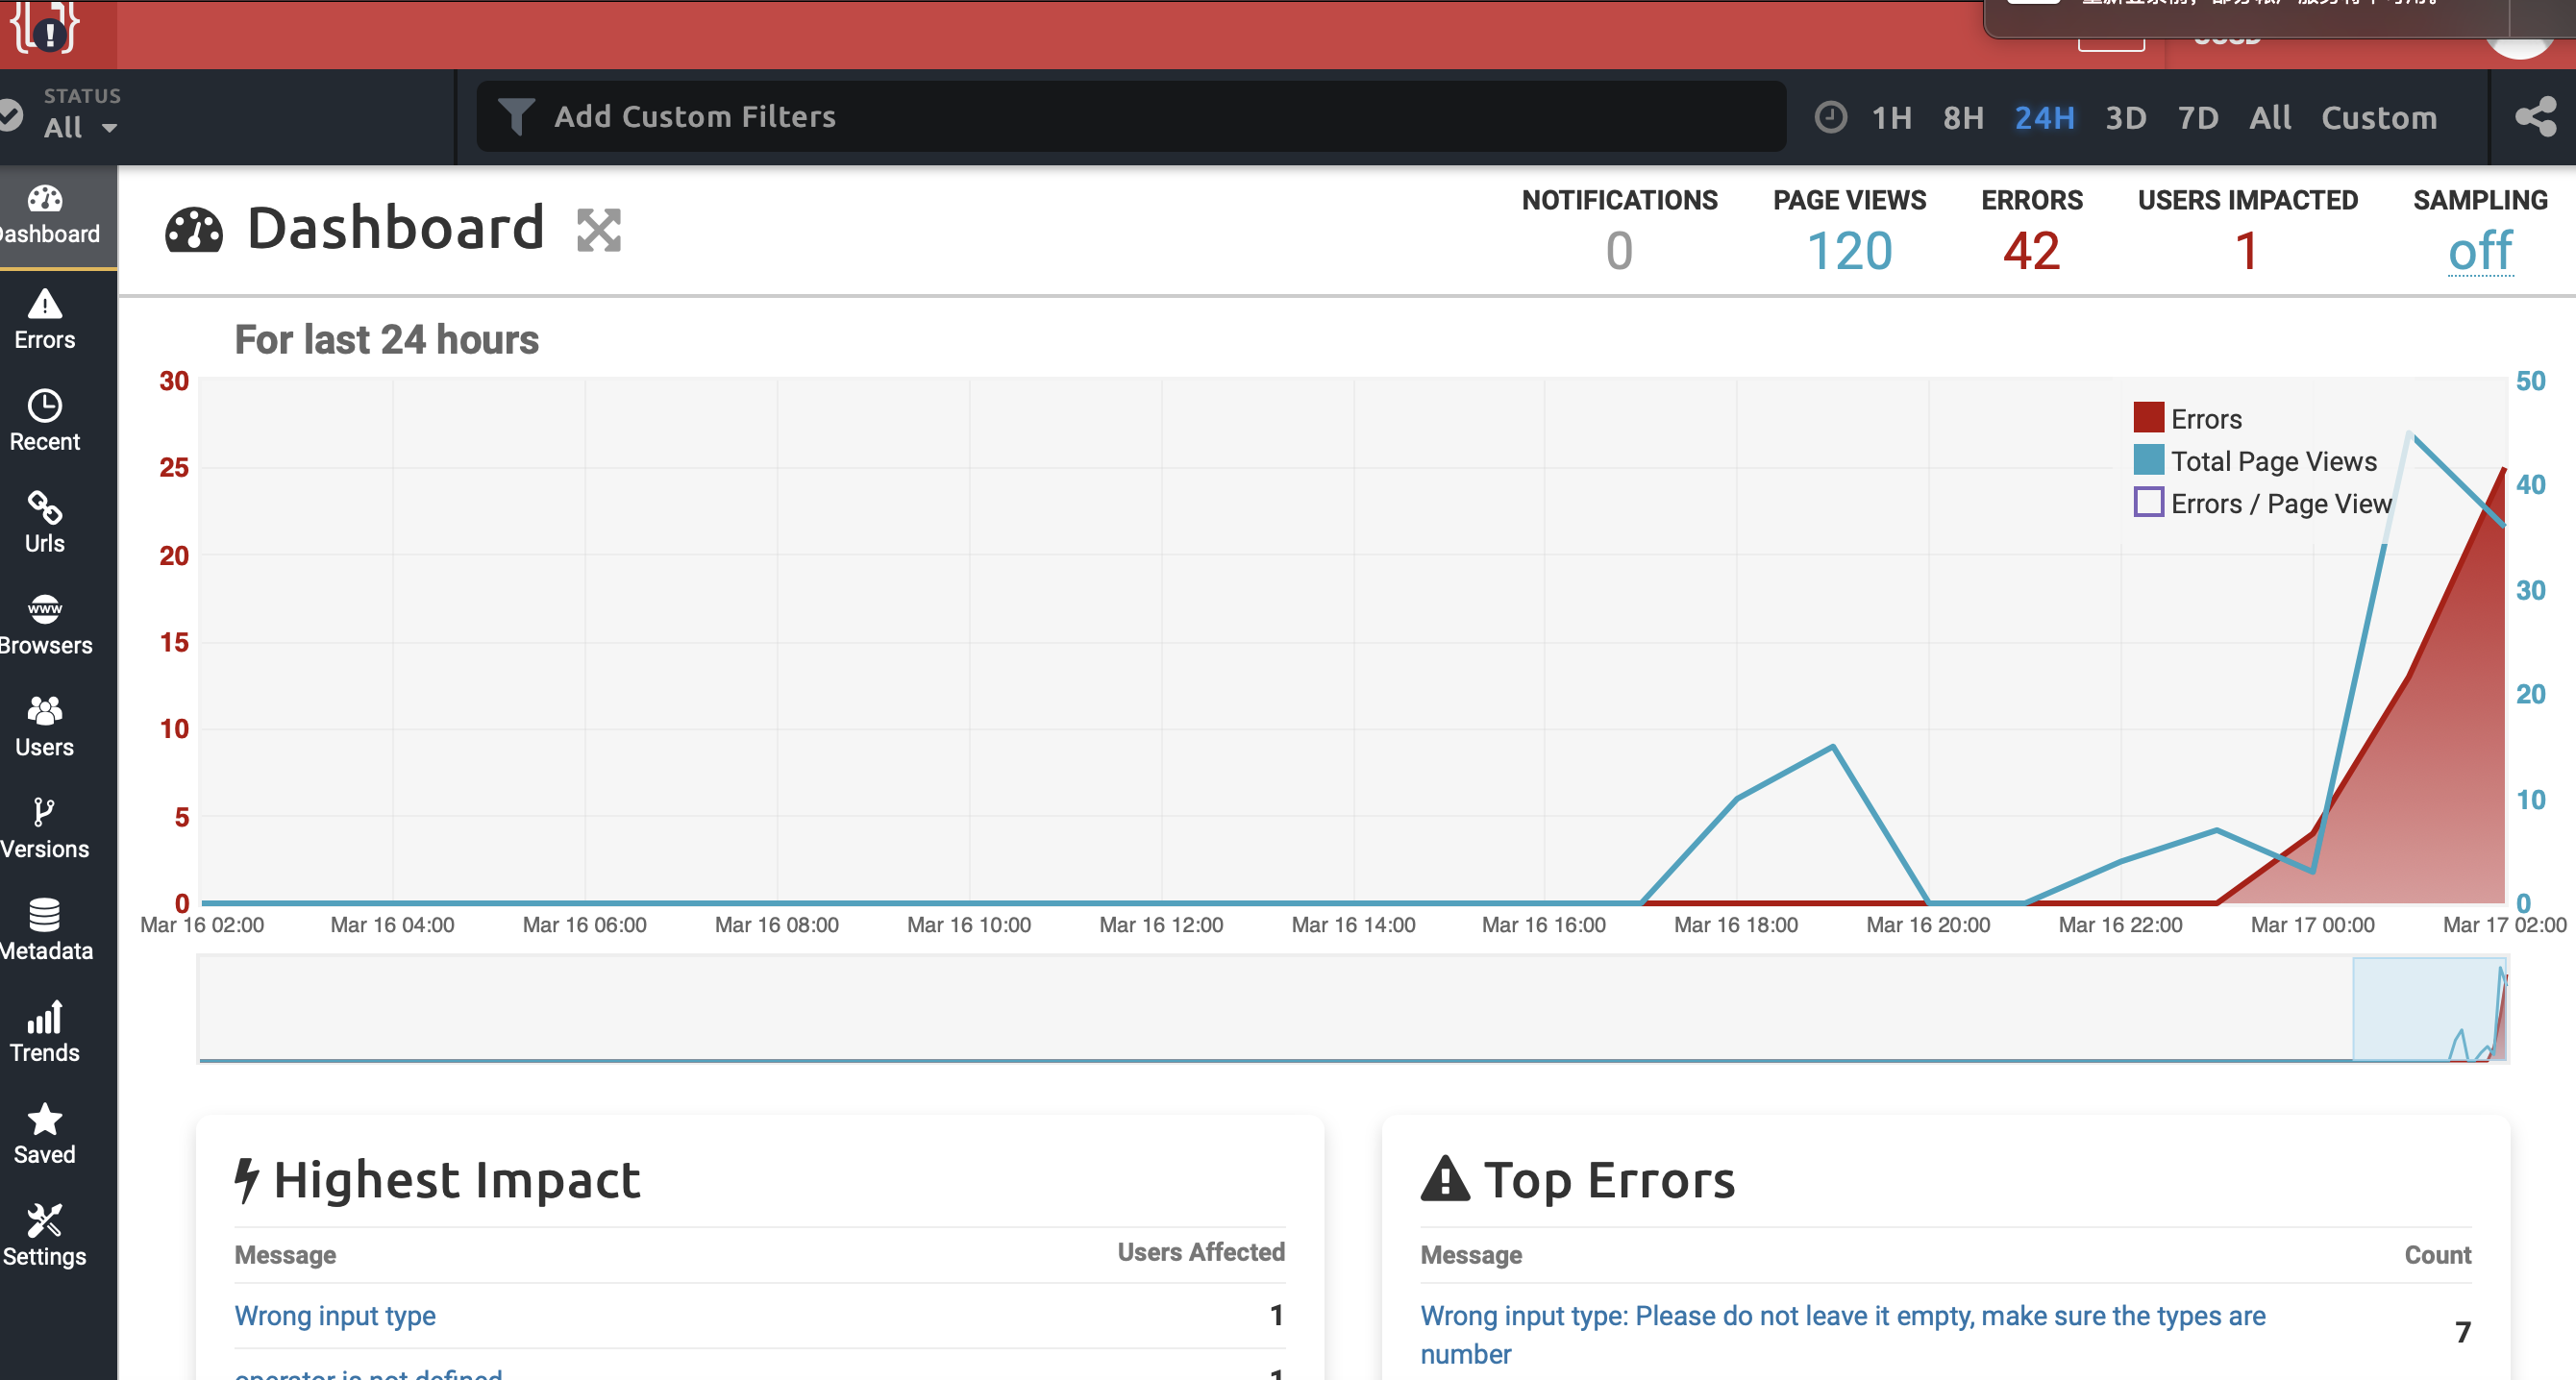 STATUS
All
Add Custom Filters
1H 8H 24H 3D 7D All Custom
Dashboard
NOTIFICATIONS PAGE VIEWS ERRORS USERS IMPACTED SAMPLING
0 120 42 1 off
Errors
Recent
Urls
www
Browsers
Users
Versions
Metadata
Trends
Saved
Settings
For last 24 hours
30
25
20
15
10
5
0
50
40
30
20
10
0
Errors
Total Page Views
Errors / Page View
Mar 16 02:00 Mar 16 04:00 Mar 16 06:00 Mar 16 08:00 Mar 16 10:00 Mar 16 12:00 Mar 16 14:00 Mar 16 16:00 Mar 16 18:00 Mar 16 20:00 Mar 16 22:00 Mar 17 00:00 Mar 17 02:00
Highest Impact
Message Users Affected
Wrong input type 1
operator is not defined 1
Top Errors
Message Count
Wrong input type: Please do not leave it empty, make sure the types are
number 7